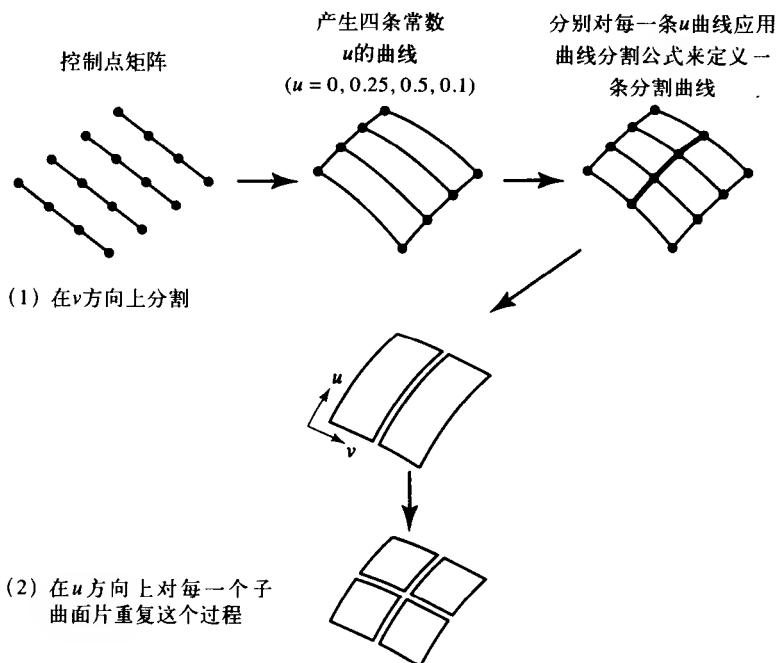 控制点矩阵
产生四条常数
u的曲线
(u = 0, 0.25, 0.5, 0.1)
分别对每一条u曲线应用
曲线分割公式来定义一
条分割曲线
(1) 在v方向上分割
u
v
(2) 在u方向上对每一个子
曲面片重复这个过程